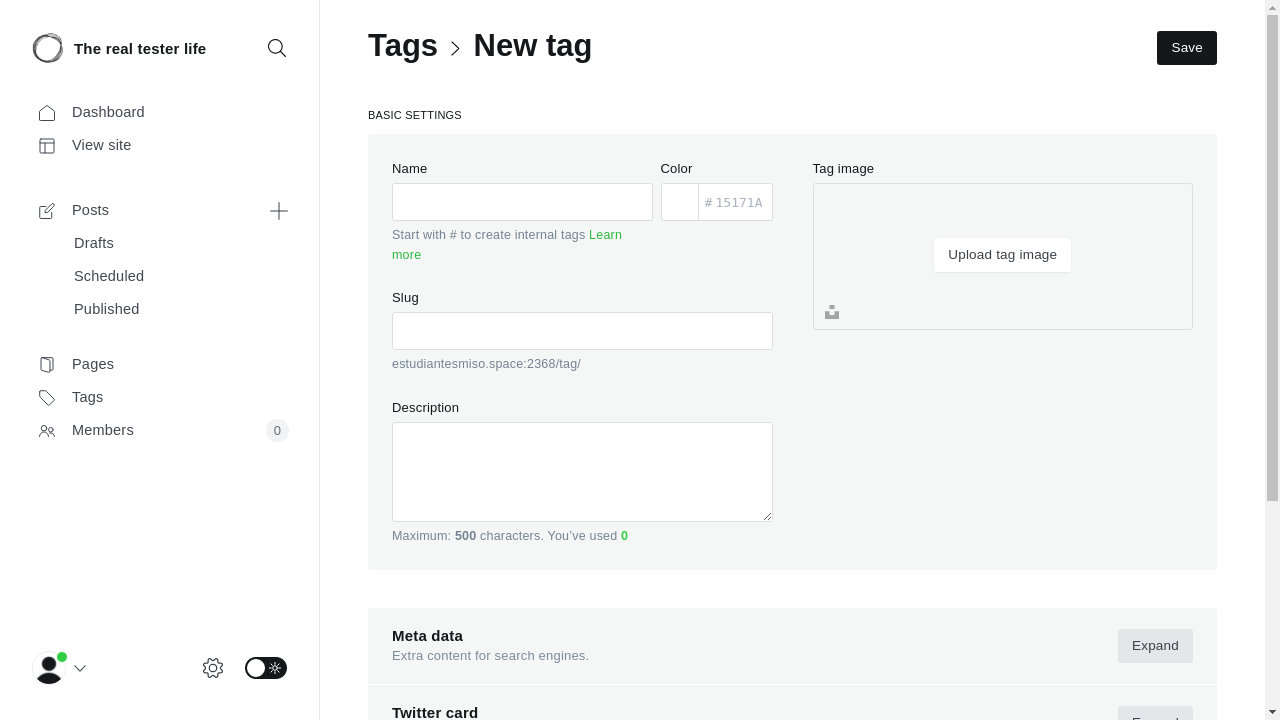 The real tester life
Dashboard
View site
Posts
Drafts
Scheduled
Published
Pages
Tags
Members
0
Tags
New tag
Save
BASIC SETTINGS
Name
Start with # to create internal tags Learn
more
Color
# 15171A
Slug
estudiantesmiso.space:2368/tag/
Description
Maximum: 500 characters. You’ve used 0
Tag image
Upload tag image
Meta data
Extra content for search engines.
Expand
Twitter card
Expand